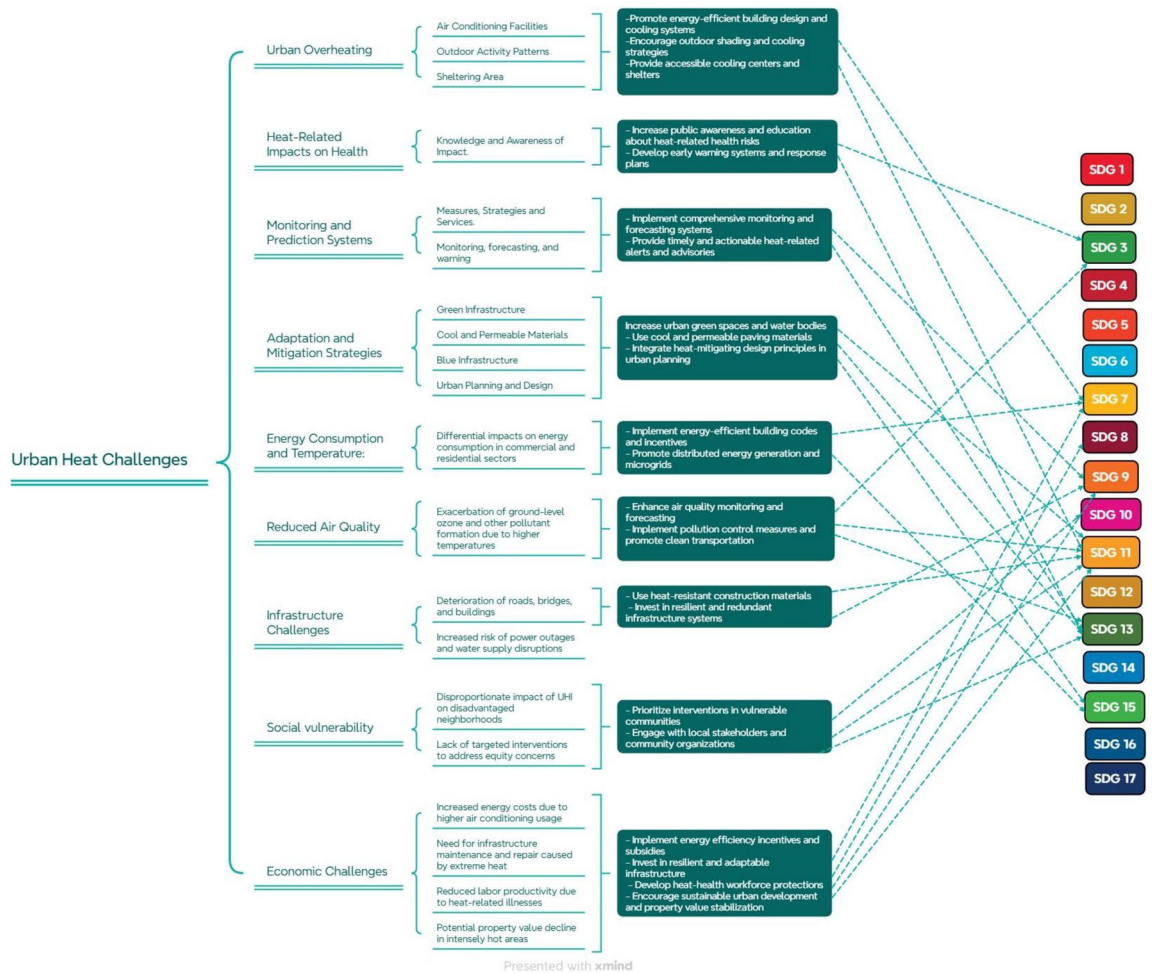 Urban Heat Challenges
Urban Overheating
Air Conditioning Facilities
Outdoor Activity Patterns
Sheltering Area
-Promote energy-efficient building design and
cooling systems
-Encourage outdoor shading and cooling
strategies
-Provide accessible cooling centers and
shelters
Heat-Related
Impacts on Health
Knowledge and Awareness of
Impact.
- Increase public awareness and education
about heat-related health risks
- Develop early warning systems and response
plans
Monitoring and
Prediction Systems
Measures, Strategies and
Services.
Monitoring, forecasting, and
warning
- Implement comprehensive monitoring and
forecasting systems
- Provide timely and actionable heat-related
alerts and advisories
Adaptation and
Mitigation Strategies
Green Infrastructure
Cool and Permeable Materials
Blue Infrastructure
Urban Planning and Design
Increase urban green spaces and water bodies
- Use cool and permeable paving materials
- Integrate heat-mitigating design principles in
urban planning
Energy Consumption
and Temperature:
Differential impacts on energy
consumption in commercial and
residential sectors
- Implement energy-efficient building codes
and incentives
- Promote distributed energy generation and
microgrids
Reduced Air Quality
Exacerbation of ground-level
ozone and other pollutant
formation due to higher
temperatures
- Enhance air quality monitoring and
forecasting
- Implement pollution control measures and
promote clean transportation
Infrastructure
Challenges
Deterioration of roads, bridges,
and buildings
Increased risk of power outages
and water supply disruptions
- Use heat-resistant construction materials
- Invest in resilient and redundant
infrastructure systems
Social vulnerability
Disproportionate impact of UHI
on disadvantaged
neighborhoods
Lack of targeted interventions
to address equity concerns
- Prioritize interventions in vulnerable
communities
- Engage with local stakeholders and
community organizations
Economic Challenges
Increased energy costs due to
higher air conditioning usage
Need for infrastructure
maintenance and repair caused
by extreme heat
Reduced labor productivity due
to heat-related illnesses
Potential property value decline
in intensely hot areas
- Implement energy efficiency incentives and
subsidies
- Invest in resilient and adaptable
infrastructure
- Develop heat-health workforce protections
- Encourage sustainable urban development
and property value stabilization
SDG 1
SDG 2
SDG 3
SDG 4
SDG 5
SDG 6
SDG 7
SDG 8
SDG 9
SDG 10
SDG 11
SDG 12
SDG 13
SDG 14
SDG 15
SDG 16
SDG 17
Presented with xmind